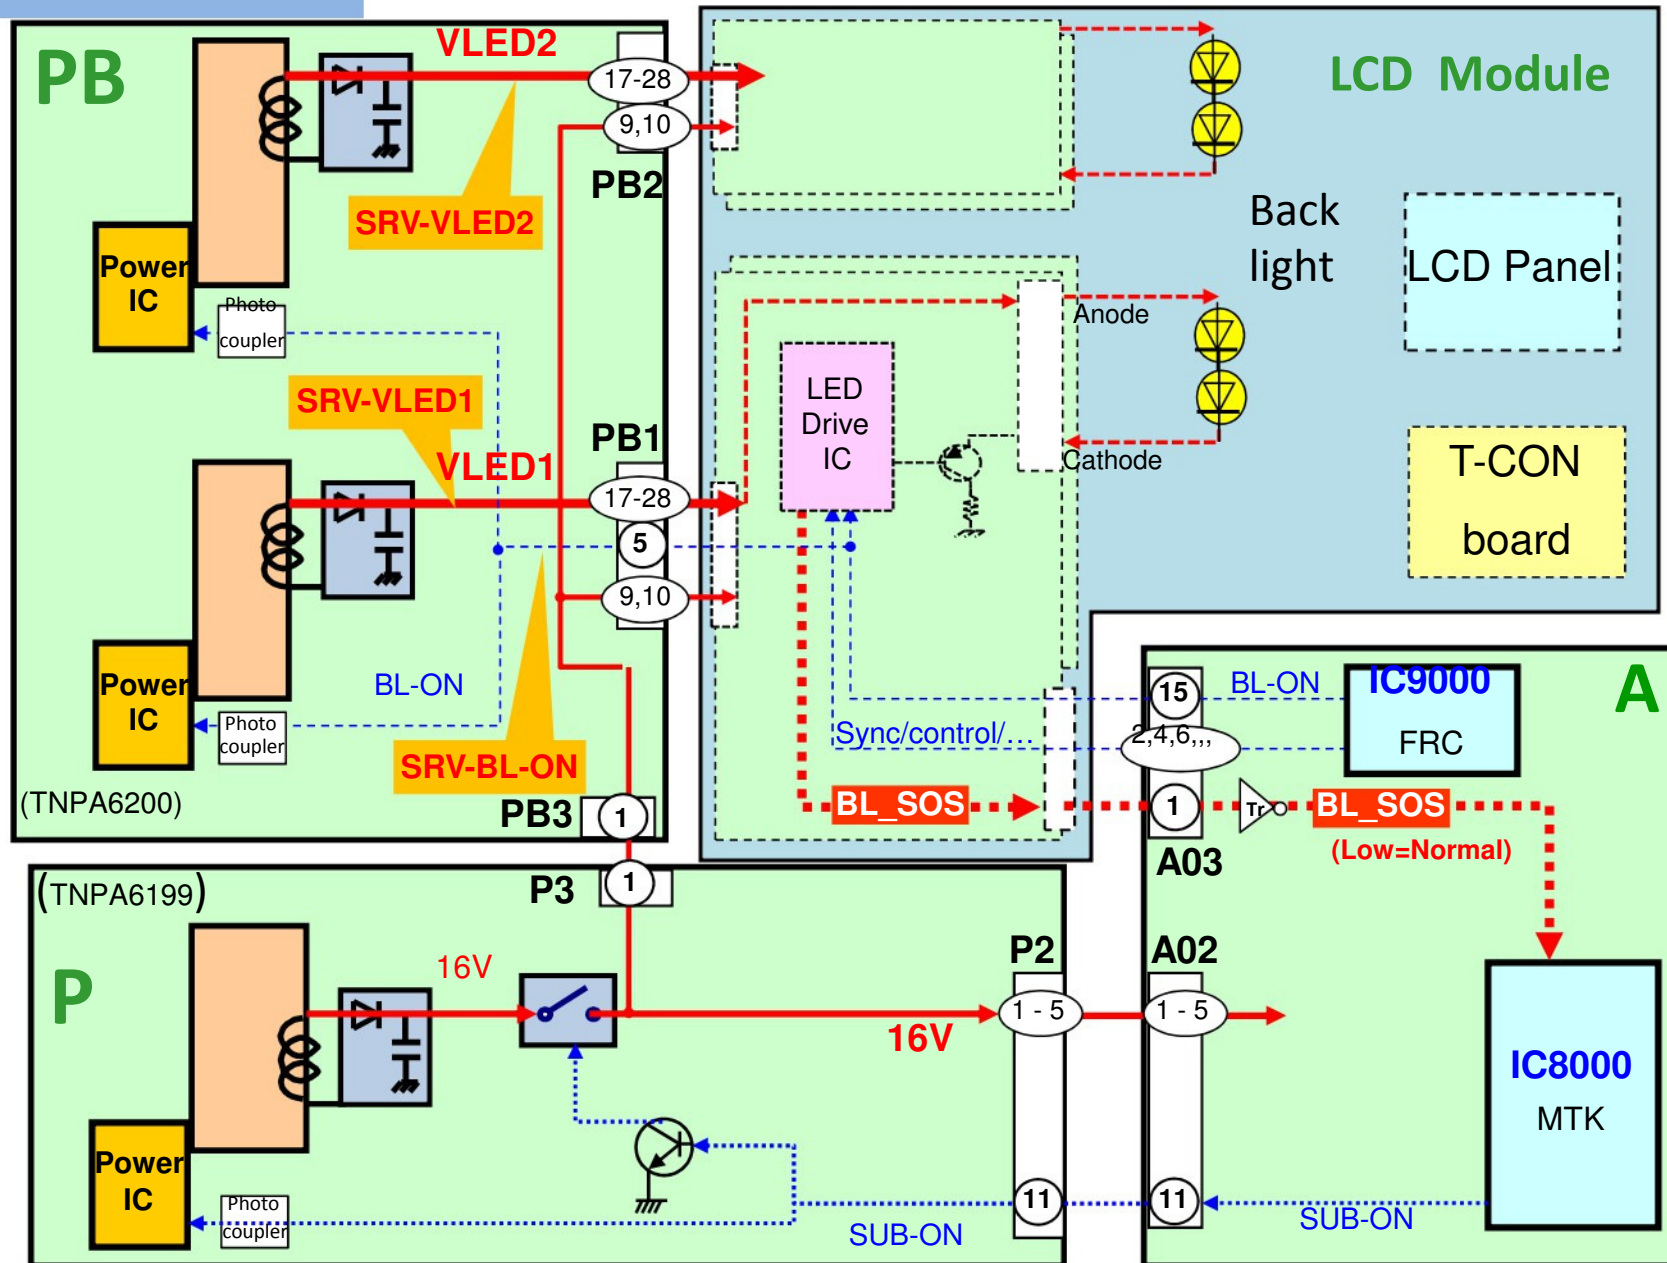 PB
VLED2
17-28
9,10
PB2
SRV-VLED2
Power
IC
Photo
coupler
SRV-VLED1
VLED1
PB1
17-28
5
9,10
Power
IC
BL-ON
Photo
coupler
SRV-BL-ON
(TNPA6200)
PB3
1
LCD Module
Back
light
LCD Panel
Anode
LED
Drive
IC
Cathode
T-CON
board
Sync/control/…
BL_SOS
A
15
BL-ON
IC9000
FRC
2,4,6,,,
1
Tr
BL_SOS
(Low=Normal)
A03
(TNPA6199)
P3
1
P
16V
16V
P2
1 - 5
A02
1 - 5
IC8000
MTK
Power
IC
Photo
coupler
SUB-ON
11
11
SUB-ON